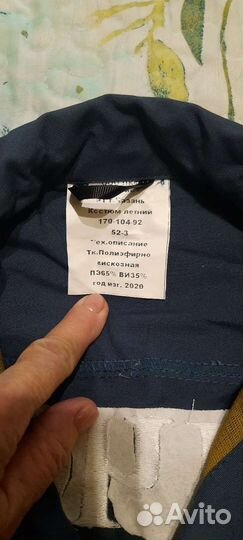 Казань
Костюм летний
170-104-92
52-3
Тех.описание
Тк.Полиэфирно
вискозная
ПЭ65% ВИ35%
год изг. 2020
Avito